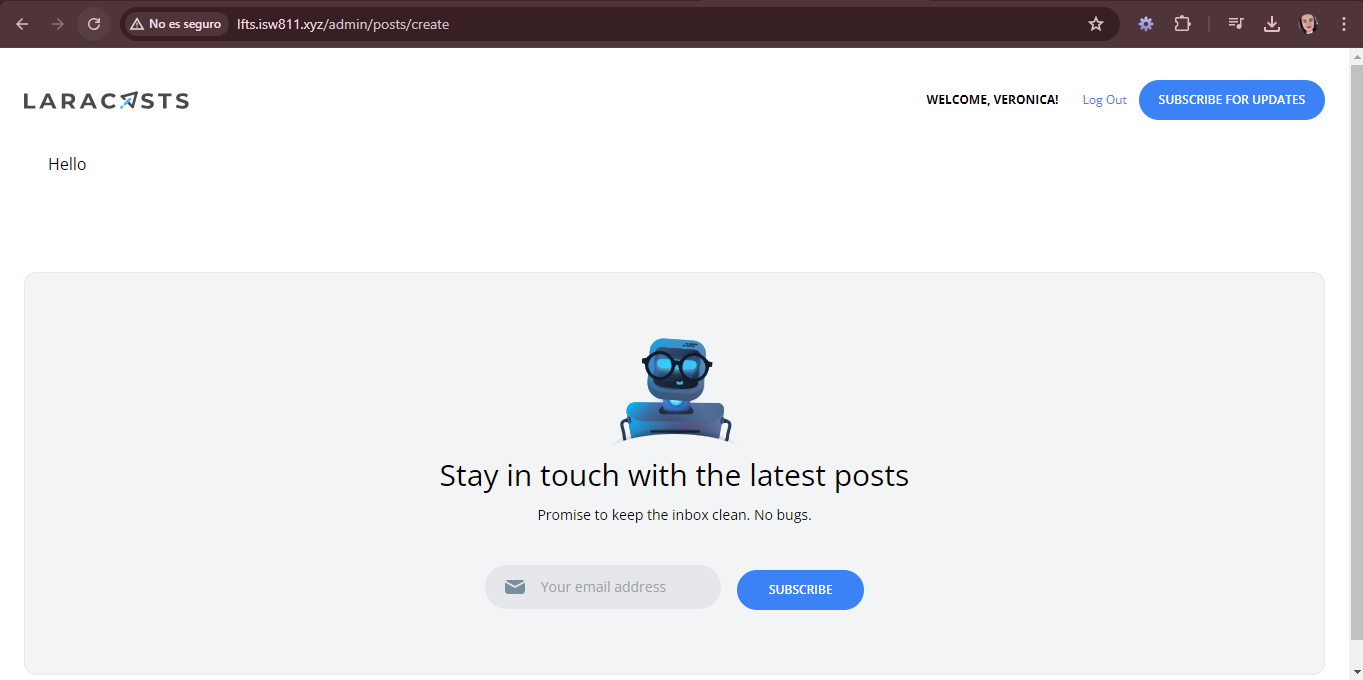 No es seguro lfts.isw811.xyz/admin/posts/create
LARACASTS
WELCOME, VERONICA! Log Out SUBSCRIBE FOR UPDATES
Hello
Stay in touch with the latest posts
Promise to keep the inbox clean. No bugs.
Your email address SUBSCRIBE